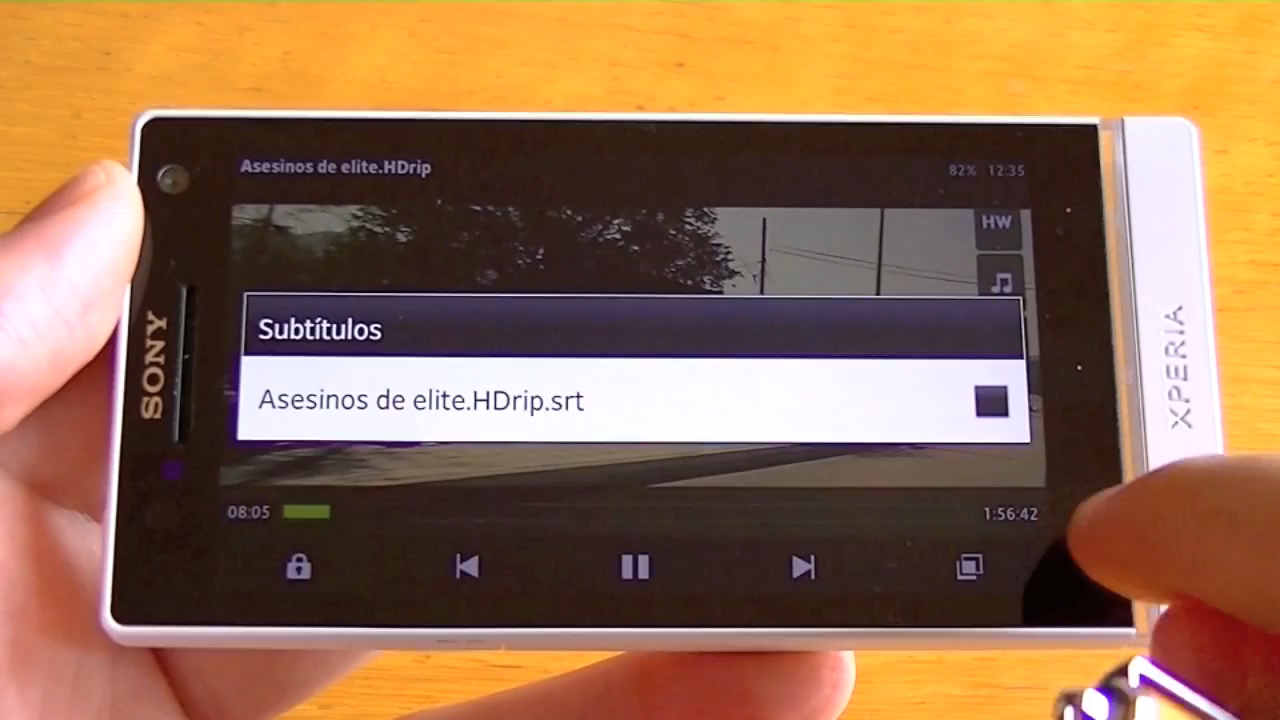 Asesinos de elite.HDrip
82% 12:35
HW
Subtítulos
Asesinos de elite.HDrip.srt
08:05
1:56:42
SONY
XPERIA